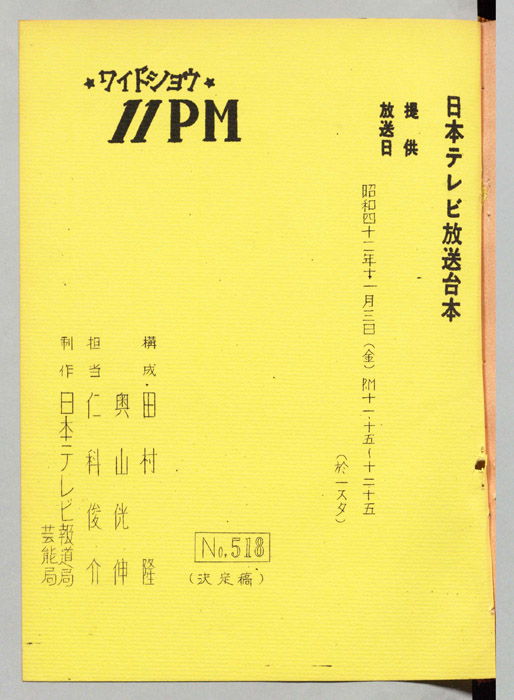 日本テレビ放送台本
提供
放送日
昭和四十二年十一月三日(金)PM十一・十五~十二・十五
(於一スタ)
★ワイドショウ★
11PM
構成・田村 隆
奥山侊伸
担当 仁科俊介
制作 日本テレビ報道局
芸能局
No.518
(決定稿)